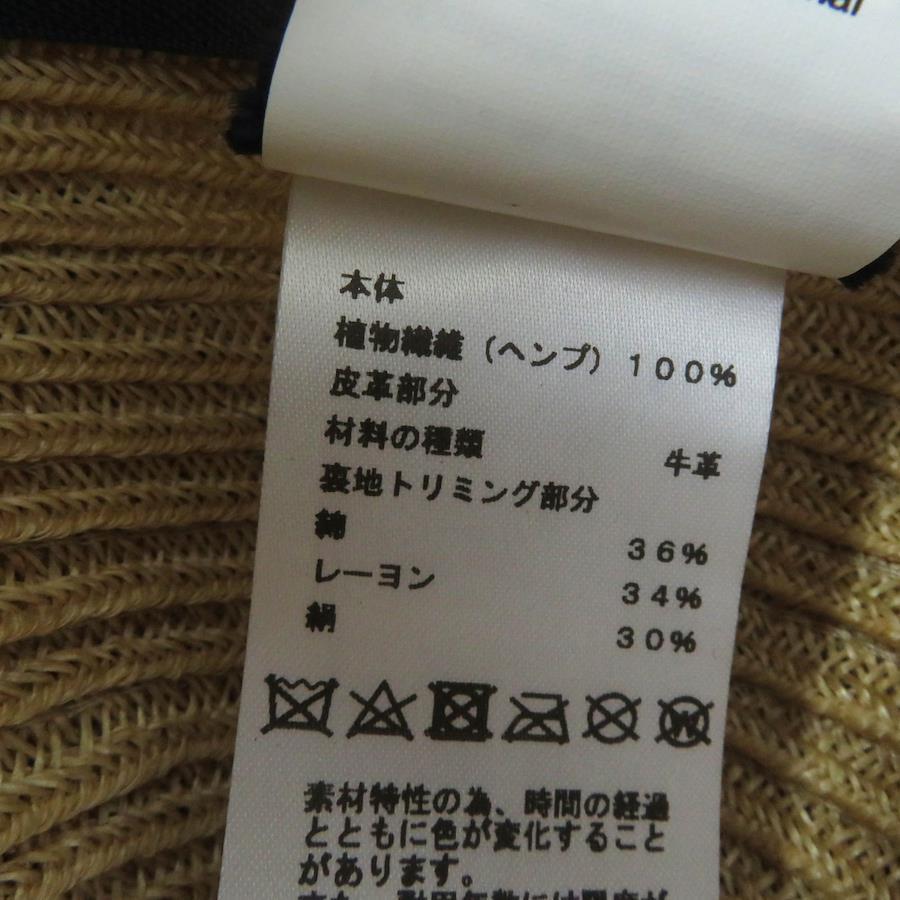 本体
植物繊維(ヘンプ) 100%
皮革部分
材料の種類 牛革
裏地トリミング部分
綿 36%
レーヨン 34%
絹 30%
素材特性の為、時間の経過
とともに色が変化すること
があります。